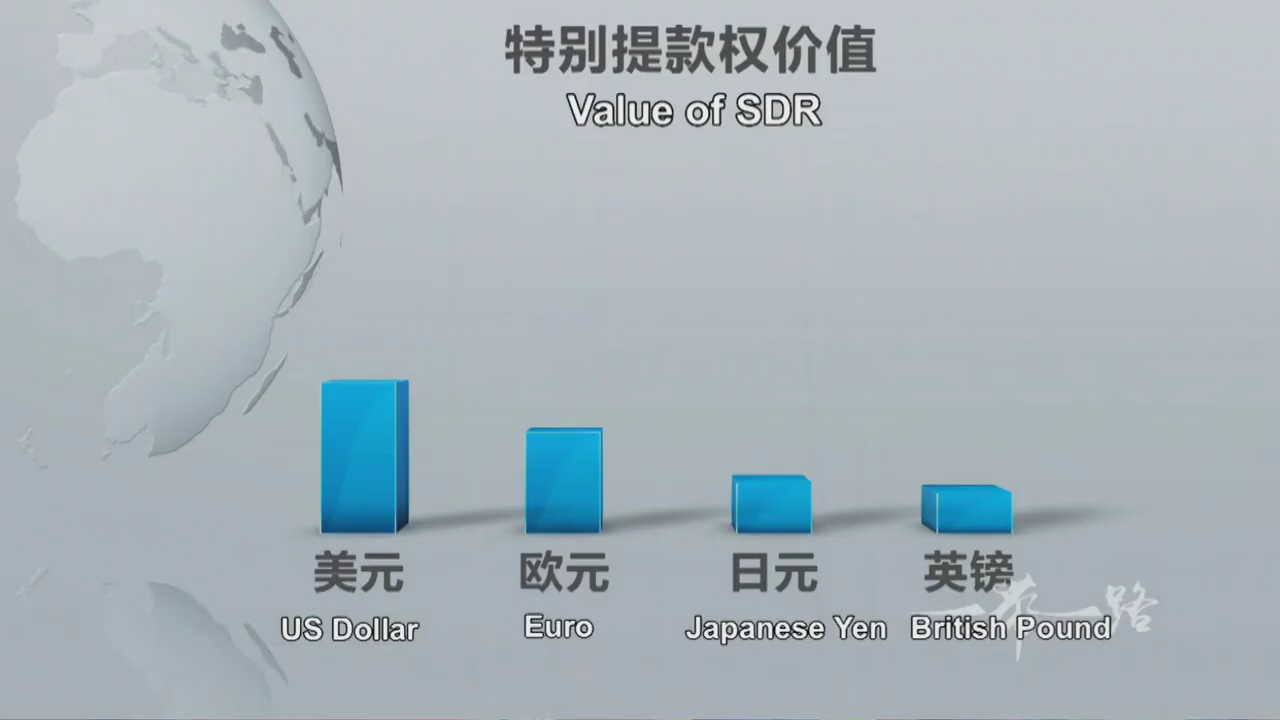 特别提款权价值
Value of SDR
美元
欧元
日元
英镑
US Dollar
Euro
Japanese Yen
British Pound
一带一路